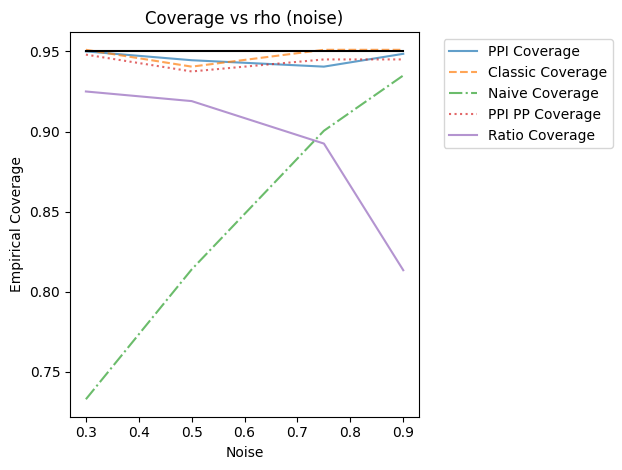 Coverage vs rho (noise)
Empirical Coverage
0.95
0.90
0.85
0.80
0.75
0.3
0.4
0.5
0.6
0.7
0.8
0.9
Noise
PPI Coverage
Classic Coverage
Naive Coverage
PPI PP Coverage
Ratio Coverage